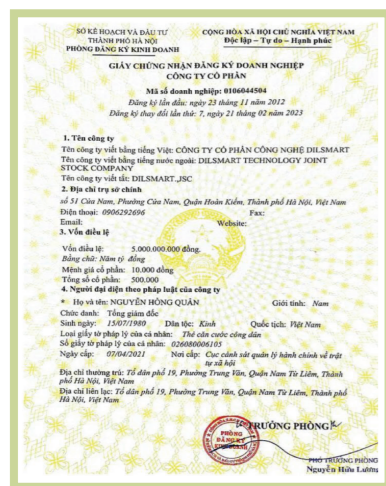 SỞ KẾ HOẠCH VÀ ĐẦU TƯ
THÀNH PHỐ HÀ NỘI
PHÒNG ĐĂNG KÝ KINH DOANH
CỘNG HÒA XÃ HỘI CHỦ NGHĨA VIỆT NAM
Độc lập – Tự do – Hạnh phúc
GIẤY CHỨNG NHẬN ĐĂNG KÝ DOANH NGHIỆP
CÔNG TY CỔ PHẦN
Mã số doanh nghiệp: 0106044504
Đăng ký lần đầu: ngày 23 tháng 11 năm 2012
Đăng ký thay đổi lần thứ: 7, ngày 21 tháng 02 năm 2023
1. Tên công ty
Tên công ty viết bằng tiếng Việt: CÔNG TY CỔ PHẦN CÔNG NGHỆ DILSMART
Tên công ty viết bằng tiếng nước ngoài: DILSMART TECHNOLOGY JOINT
STOCK COMPANY
Tên công ty viết tắt: DILSMART.,JSC
2. Địa chỉ trụ sở chính
số 51 Cửa Nam, Phường Cửa Nam, Quận Hoàn Kiếm, Thành phố Hà Nội, Việt Nam
Điện thoại: 0906292696 Fax:
Email: Website:
3. Vốn điều lệ
Vốn điều lệ: 5.000.000.000 đồng.
Bằng chữ: Năm tỷ đồng
Mệnh giá cổ phần: 10.000 đồng
Tổng số cổ phần: 500.000
4. Người đại diện theo pháp luật của công ty
* Họ và tên: NGUYỄN HỒNG QUÂN Giới tính: Nam
Chức danh: Tổng giám đốc
Sinh ngày: 15/07/1980 Dân tộc: Kinh Quốc tịch: Việt Nam
Loại giấy tờ pháp lý của cá nhân: Thẻ căn cước công dân
Số giấy tờ pháp lý của cá nhân: 026080006105
Ngày cấp: 07/04/2021 Nơi cấp: Cục cảnh sát quản lý hành chính về trật
tự xã hội
Địa chỉ thường trú: Tổ dân phố 19, Phường Trung Văn, Quận Nam Từ Liêm, Thành
phố Hà Nội, Việt Nam
Địa chỉ liên lạc: Tổ dân phố 19, Phường Trung Văn, Quận Nam Từ Liêm, Thành phố
Hà Nội, Việt Nam
TRƯỞNG PHÒNG
PHÒNG
ĐĂNG KÝ
KINH DOANH
PHÓ TRƯỞNG PHÒNG
Nguyễn Hữu Lương